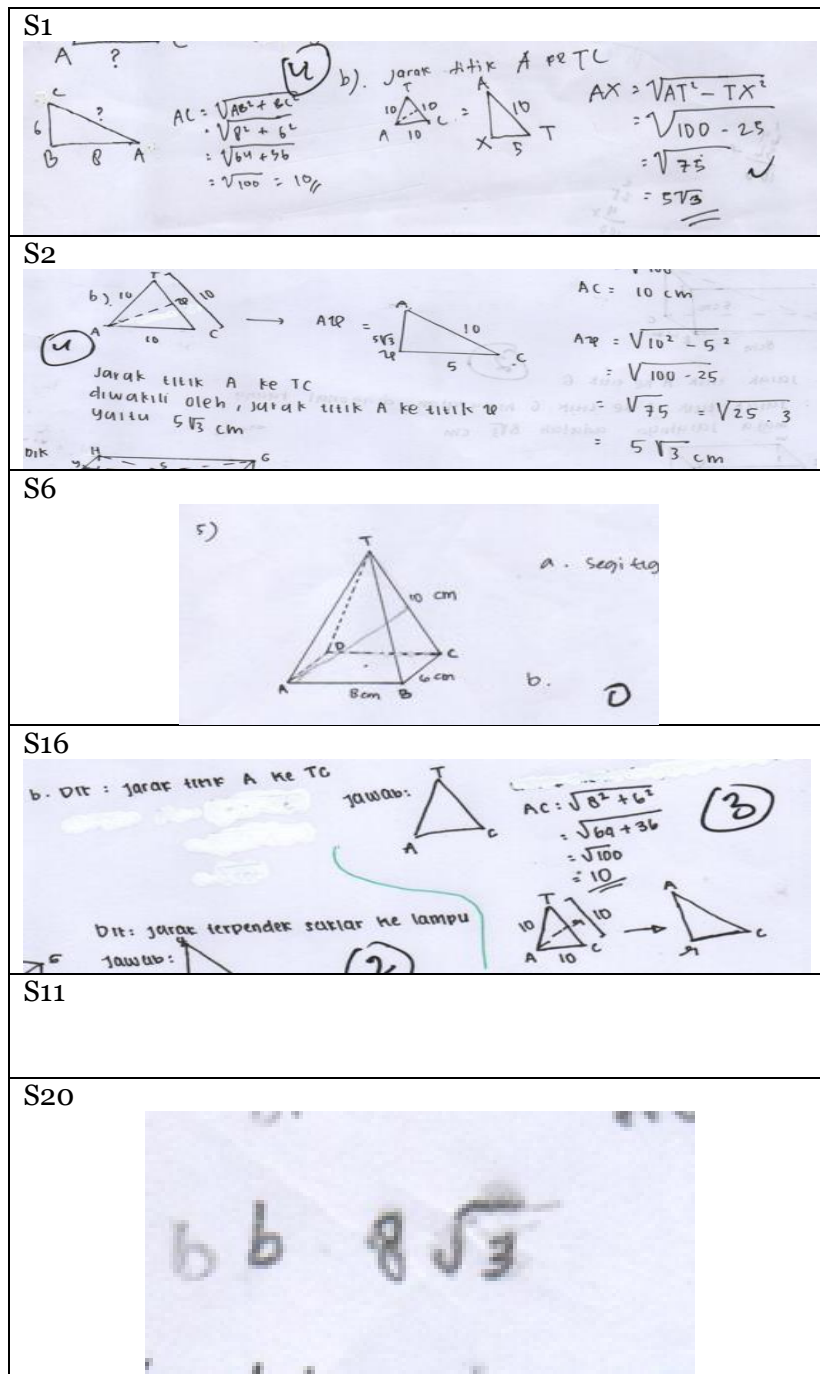 S1
A ?
C
6 ?
B 8 A
AC = √AB² + BC²
= √8² + 6²
= √64 + 36
= √100 = 10
4
b). jarak titik A ke TC
T
10 10
A 10 C
=
A
10
X 5 T
AX = √AT² - TX²
= √100 - 25
= √75
= 5√3
S2
b) 10 T 10
A 10 C
4
→
A
5√3 10
5 C
Jarak titik A ke TC
diwakili oleh, jarak titik A ke titik
yaitu 5√3 cm
√100
AC = 10 cm
= √10² - 5²
= √100 - 25
= √75 = √25 . 3
= 5√3 cm
Dik H G
S6
5)
T
10 cm
D C
A 8cm B 6cm
a. segitig
b. 0
S16
b. Dit : jarak titik A ke TC
Jawab:
T
A C
AC : √8² + 6²
= √64 + 36
= √100
= 10
3
T
10 10
A 10 C
→
A
C
Dit: jarak terpendek saklar ke lampu
Jawab:
2
S11
S20
b b 8√3